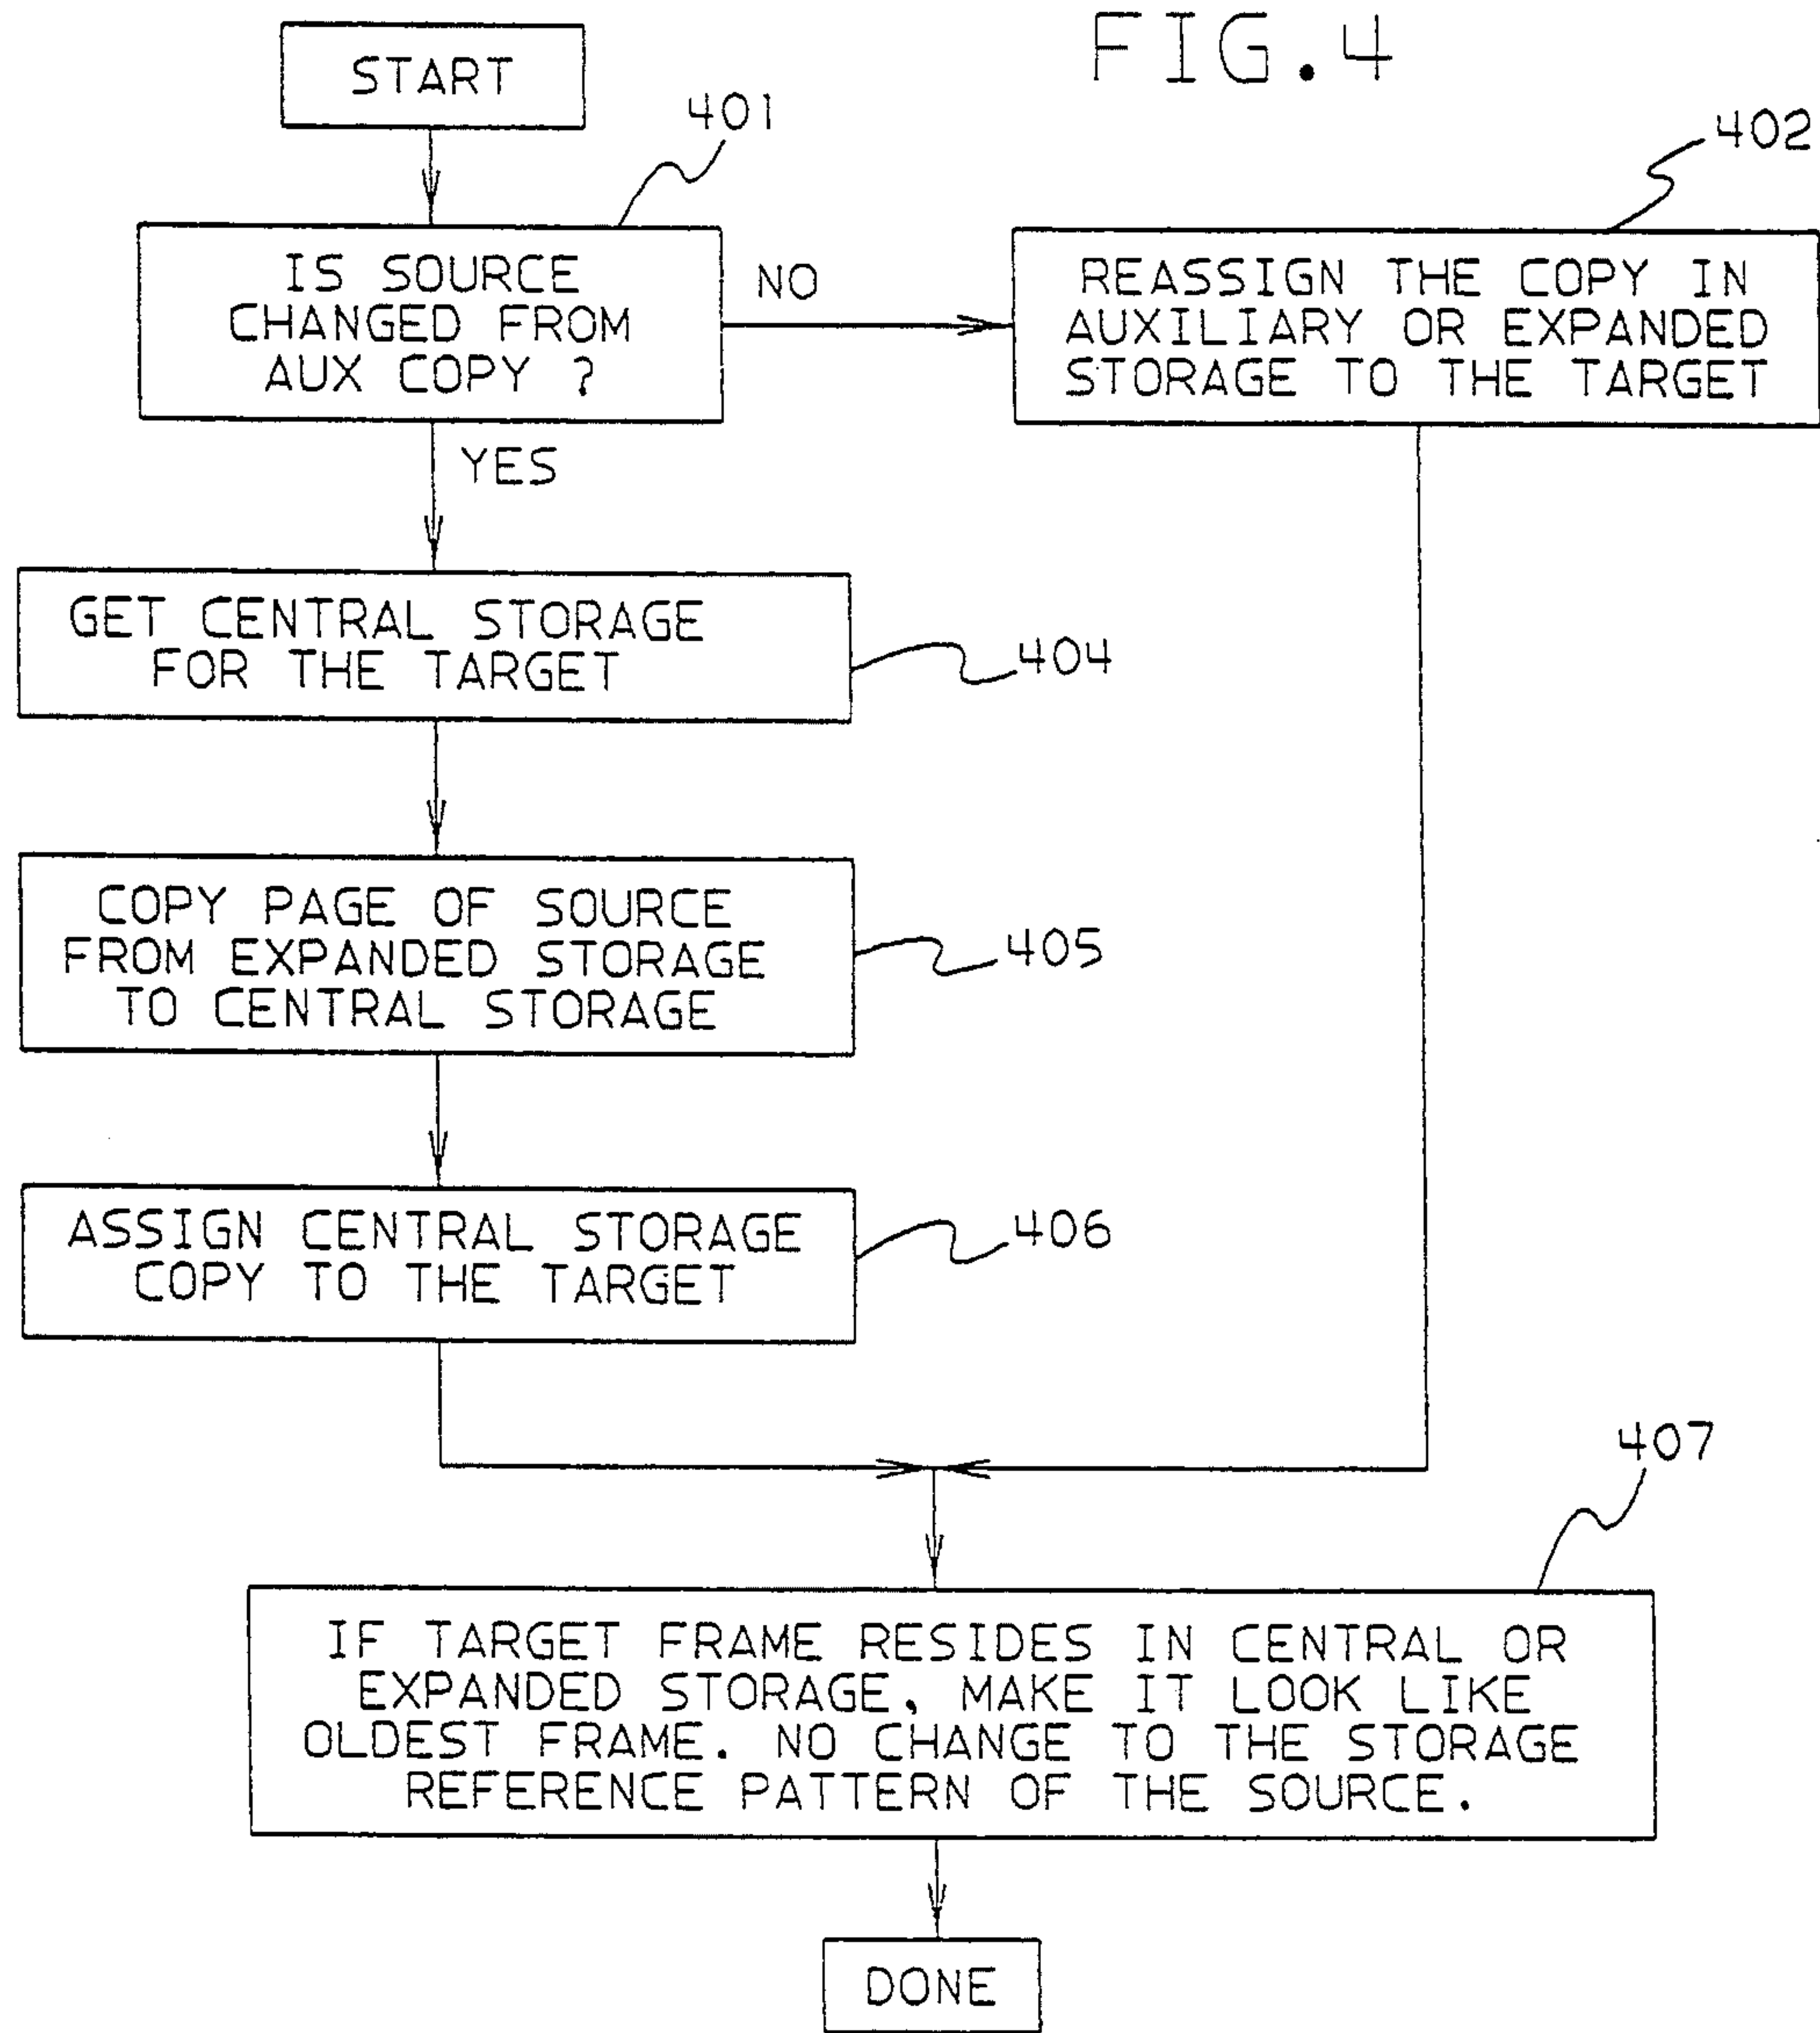 FIG.4
START
401
IS SOURCE
CHANGED FROM
AUX COPY ?
NO
402
REASSIGN THE COPY IN
AUXILIARY OR EXPANDED
STORAGE TO THE TARGET
YES
GET CENTRAL STORAGE
FOR THE TARGET
404
COPY PAGE OF SOURCE
FROM EXPANDED STORAGE
TO CENTRAL STORAGE
405
ASSIGN CENTRAL STORAGE
COPY TO THE TARGET
406
407
IF TARGET FRAME RESIDES IN CENTRAL OR
EXPANDED STORAGE, MAKE IT LOOK LIKE
OLDEST FRAME. NO CHANGE TO THE STORAGE
REFERENCE PATTERN OF THE SOURCE.
DONE